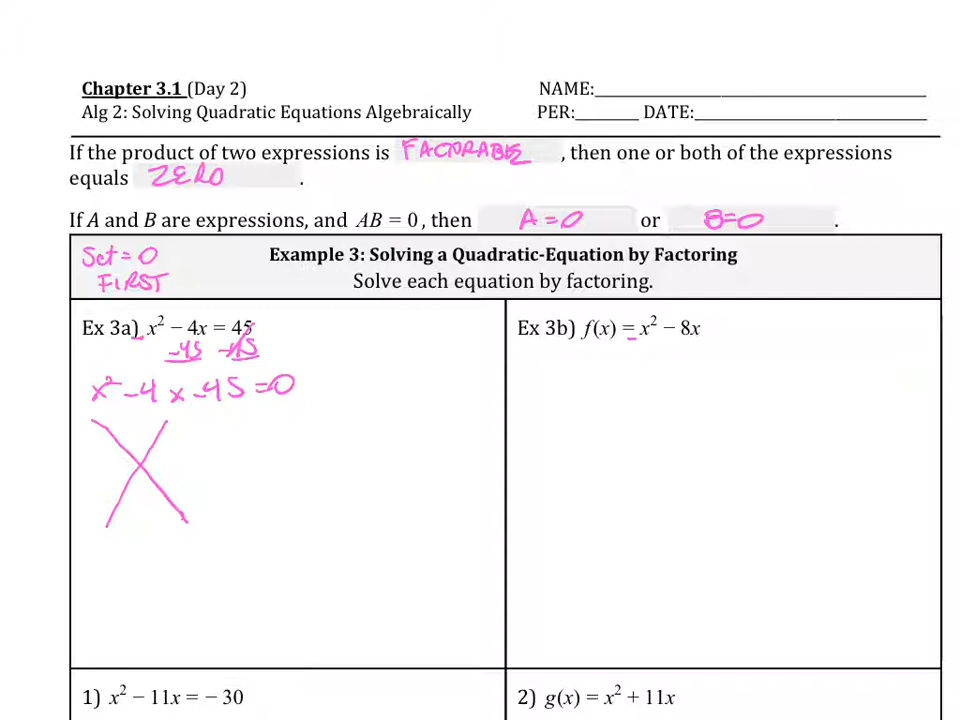 Chapter 3.1 (Day 2) NAME:
Alg 2: Solving Quadratic Equations Algebraically PER: DATE:
If the product of two expressions is FACTORABLE , then one or both of the expressions
equals ZERO .
If A and B are expressions, and AB = 0 , then A = 0 or B = 0 .
Set = 0
FIRST
Example 3: Solving a Quadratic-Equation by Factoring
Solve each equation by factoring.
Ex 3a) x² − 4x = 45
-45 -45
x² - 4x - 45 = 0
Ex 3b) f(x) = x² − 8x
1) x² − 11x = − 30
2) g(x) = x² + 11x